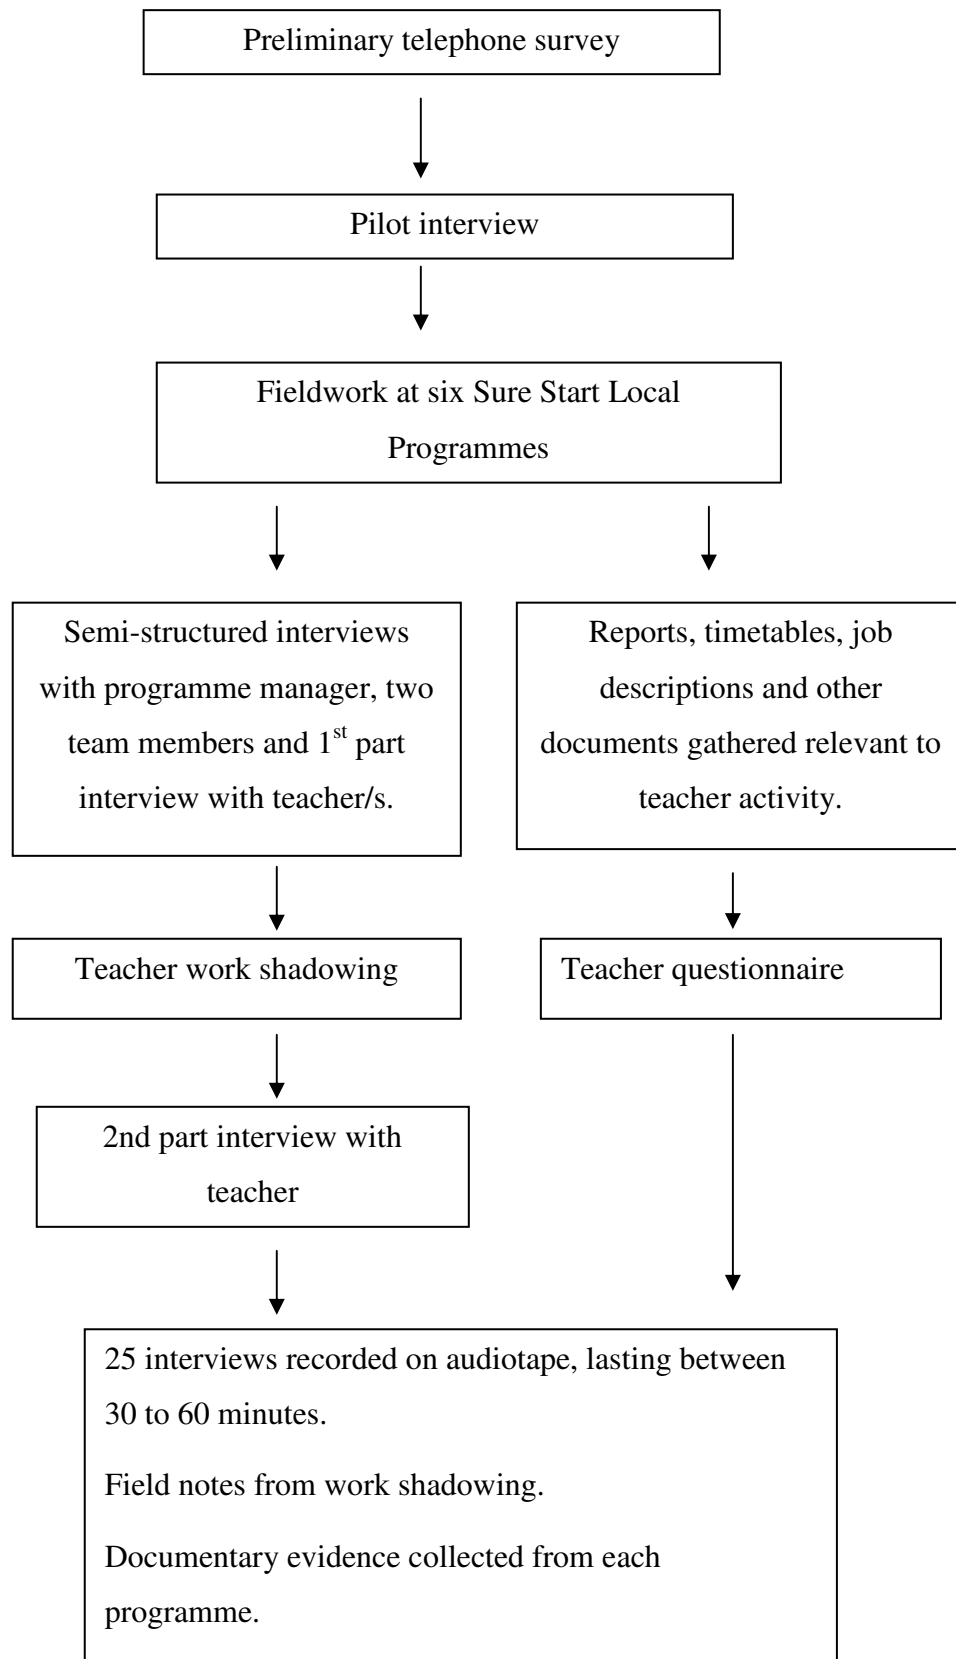 Preliminary telephone survey
Pilot interview
Fieldwork at six Sure Start Local
Programmes
Semi-structured interviews
with programme manager, two
team members and 1st part
interview with teacher/s.
Reports, timetables, job
descriptions and other
documents gathered relevant to
teacher activity.
Teacher work shadowing
Teacher questionnaire
2nd part interview with
teacher
25 interviews recorded on audiotape, lasting between
30 to 60 minutes.
Field notes from work shadowing.
Documentary evidence collected from each
programme.